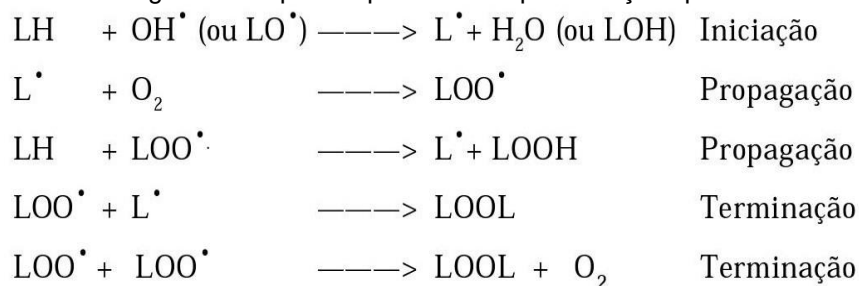 LH + OH• (ou LO•) ———> L•+ H₂O (ou LOH) Iniciação
L• + O₂ ———> LOO• Propagação
LH + LOO•. ———> L•+ LOOH Propagação
LOO• + L• ———> LOOL Terminação
LOO• + LOO• ———> LOOL + O₂ Terminação